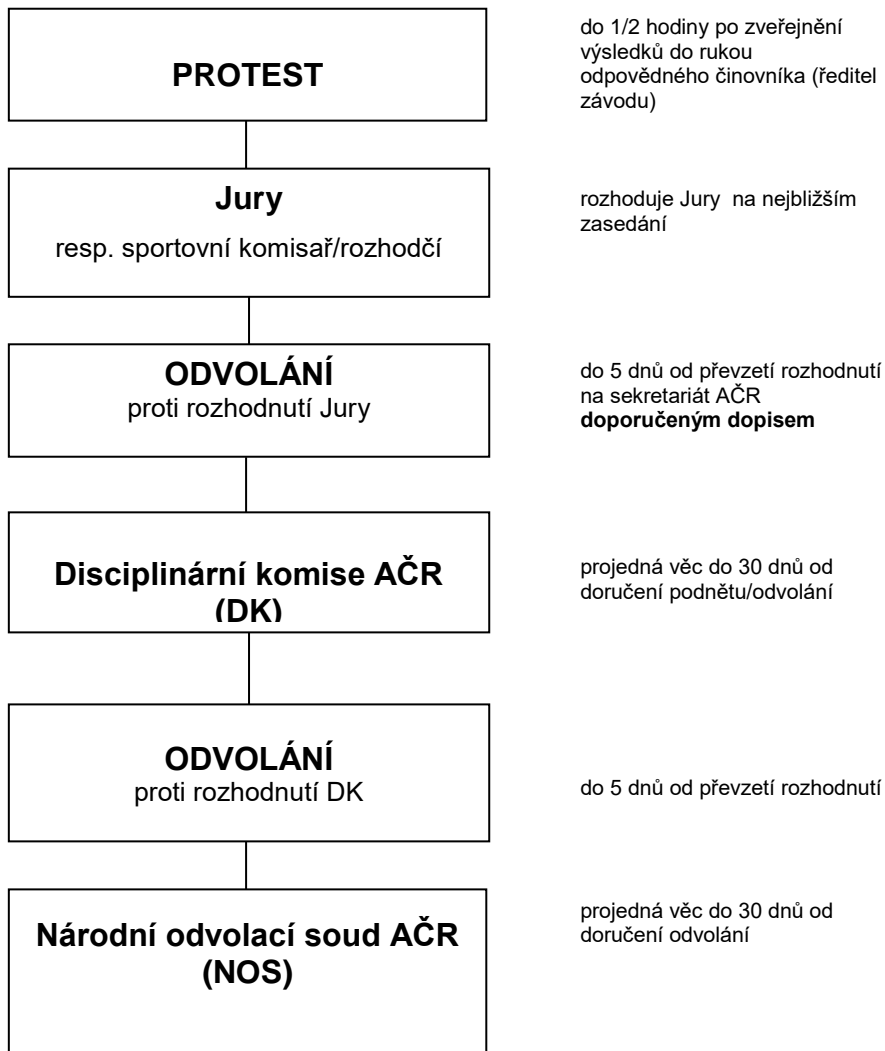 PROTEST
do 1/2 hodiny po zveřejnění
výsledků do rukou
odpovědného činovníka (ředitel
závodu)
Jury
resp. sportovní komisař/rozhodčí
rozhoduje Jury  na nejbližším
zasedání
ODVOLÁNÍ
proti rozhodnutí Jury
do 5 dnů od převzetí rozhodnutí
na sekretariát AČR
doporučeným dopisem
Disciplinární komise AČR
(DK)
projedná věc do 30 dnů od
doručení podnětu/odvolání
ODVOLÁNÍ
proti rozhodnutí DK
do 5 dnů od převzetí rozhodnutí
Národní odvolací soud AČR
(NOS)
projedná věc do 30 dnů od
doručení odvolání